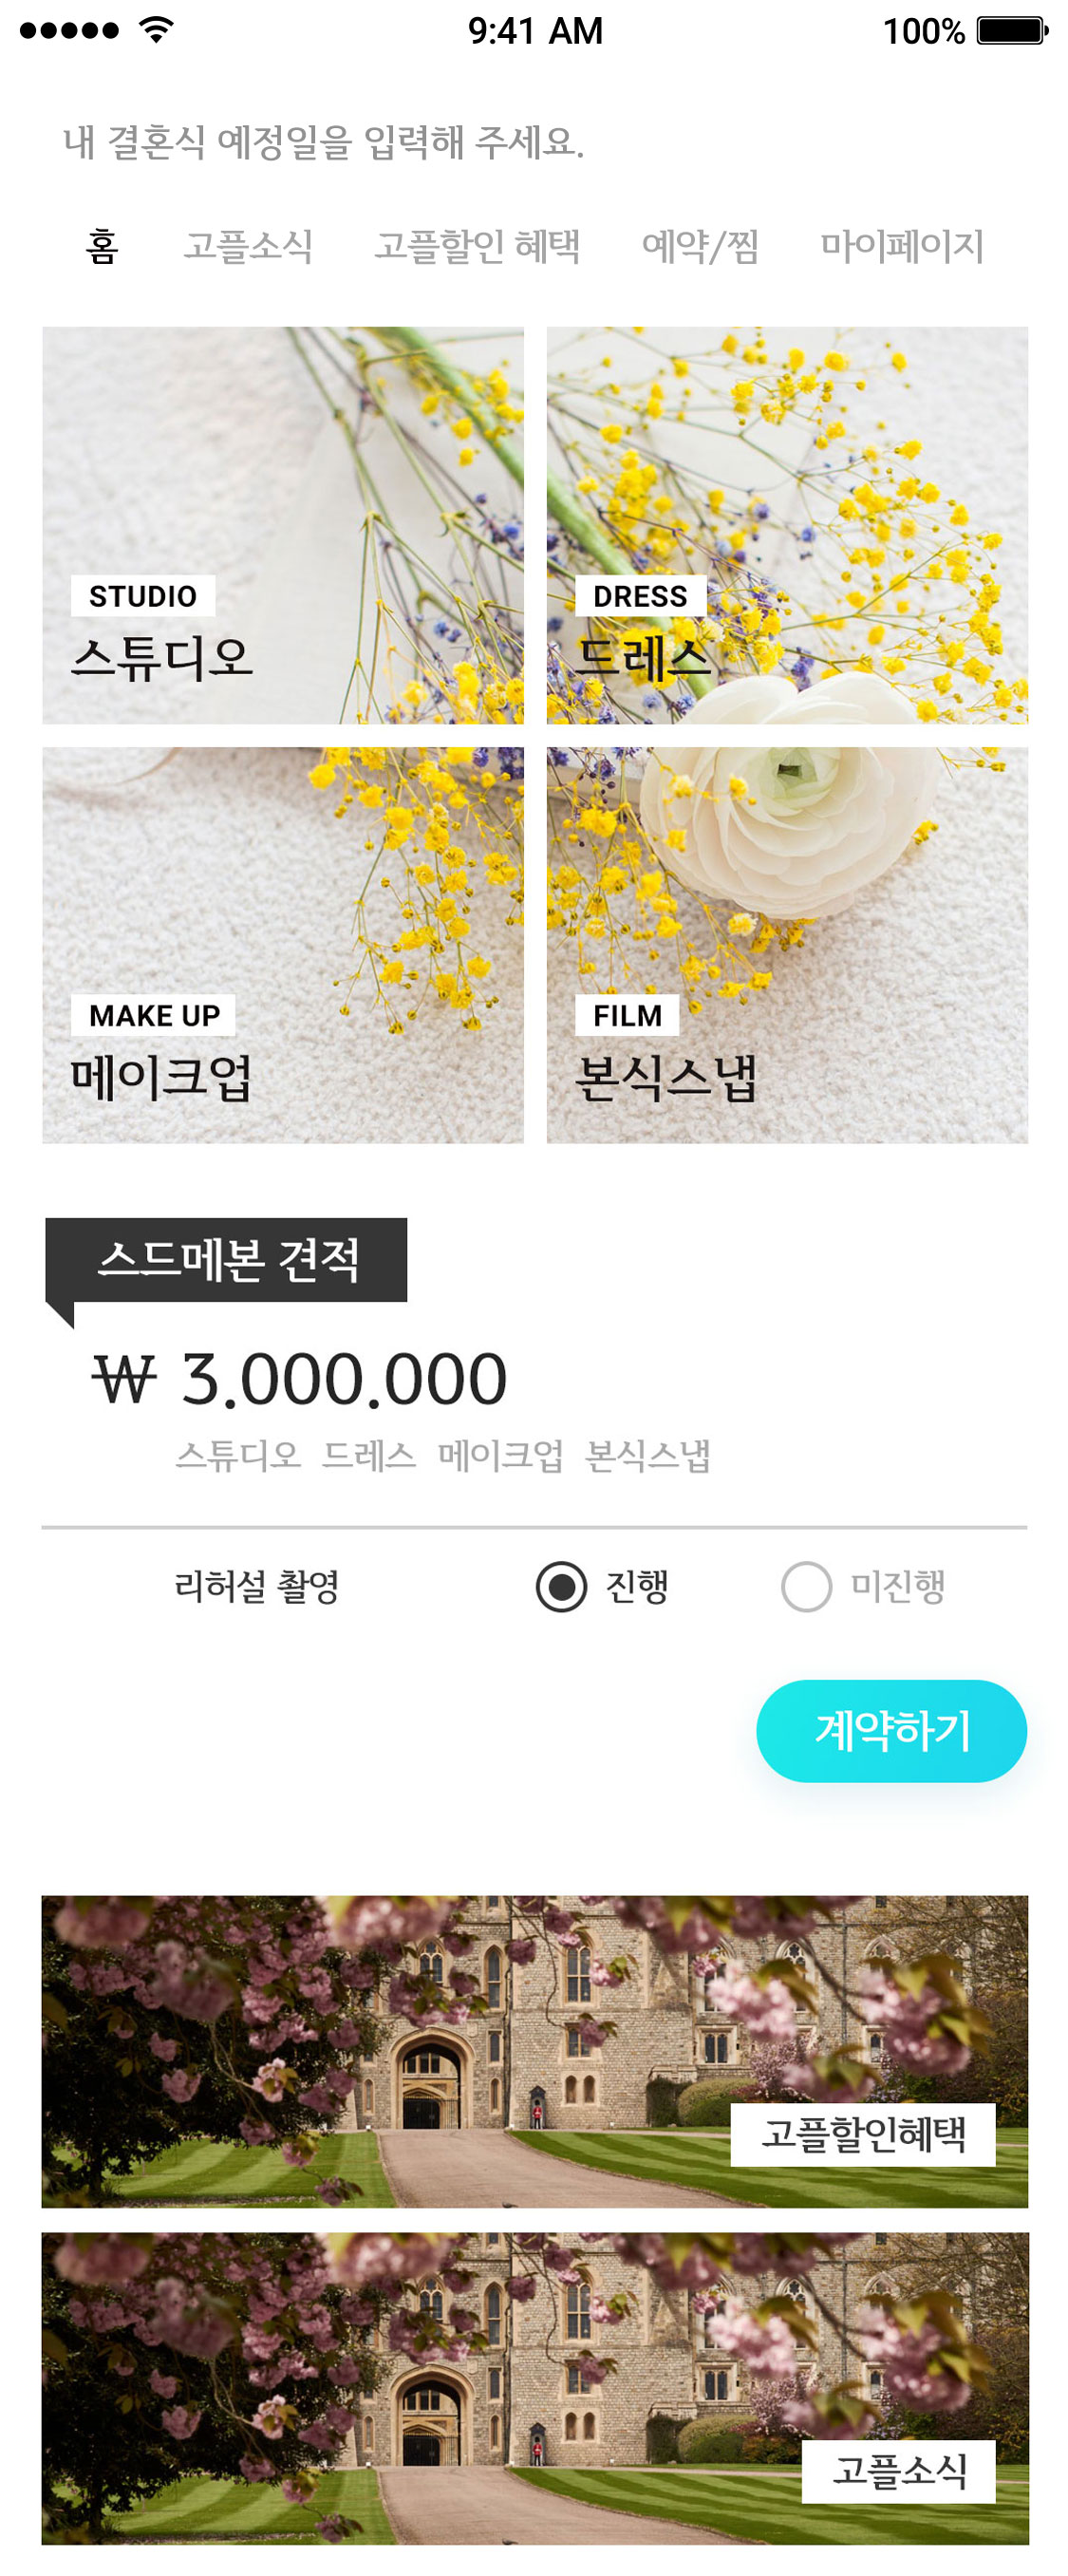 9:41 AM 100%
내 결혼식 예정일을 입력해 주세요.
홈 고플소식 고플할인 혜택 예약/찜 마이페이지
STUDIO
스튜디오
DRESS
드레스
MAKE UP
메이크업
FILM
본식스냅
스드메본 견적
₩ 3.000.000
스튜디오 드레스 메이크업 본식스냅
리허설 촬영 진행 미진행
계약하기
고플할인혜택
고플소식